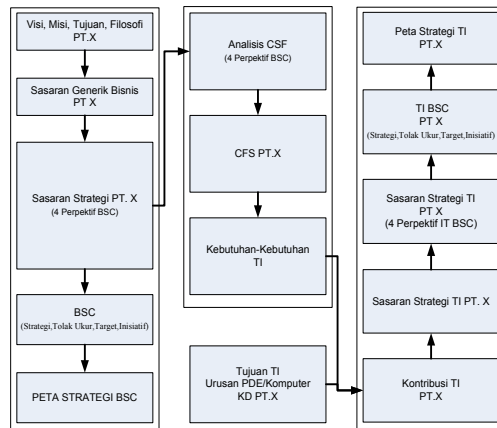 Visi, Misi, Tujuan, Filosofi
PT.X
Sasaran Generik Bisnis
PT X
Sasaran Strategi PT. X
(4 Perpektif BSC)
BSC
(Strategi,Tolak Ukur,Target,Inisiatif)
PETA STRATEGI BSC
Analisis CSF
(4 Perpektif BSC)
CFS PT.X
Kebutuhan-Kebutuhan
TI
Tujuan TI
Urusan PDE/Komputer
KD PT.X
Peta Strategi TI
PT.X
TI BSC
PT X
(Strategi,Tolak Ukur,Target,Inisiatif)
Sasaran Strategi TI
PT X
(4 Perpektif IT BSC)
Sasaran Strategi TI PT. X
Kontribusi TI
PT.X